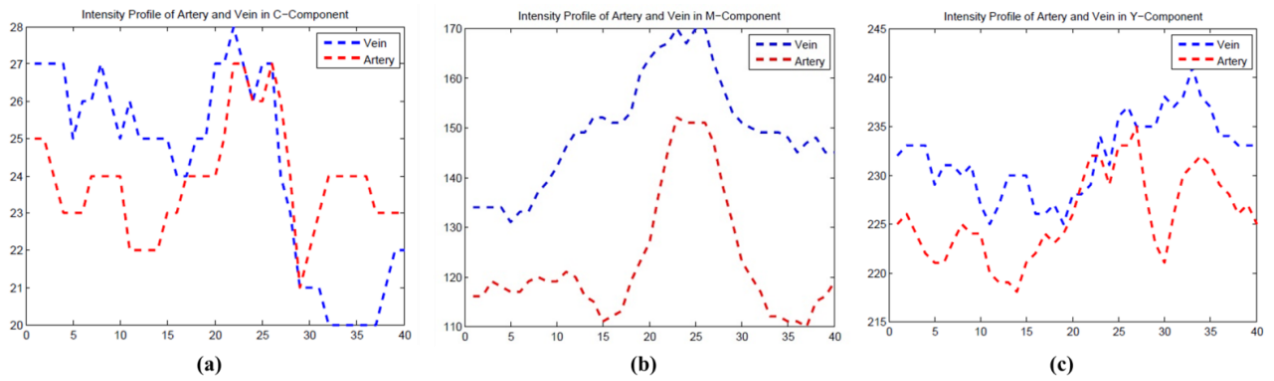 Intensity Profile of Artery and Vein in C-Component
28
27
26
25
24
23
22
21
20
0 5 10 15 20 25 30 35 40
Vein
Artery
(a)
Intensity Profile of Artery and Vein in M-Component
170
160
150
140
130
120
110
0 5 10 15 20 25 30 35 40
Vein
Artery
(b)
Intensity Profile of Artery and Vein in Y-Component
245
240
235
230
225
220
215
0 5 10 15 20 25 30 35 40
Vein
Artery
(c)